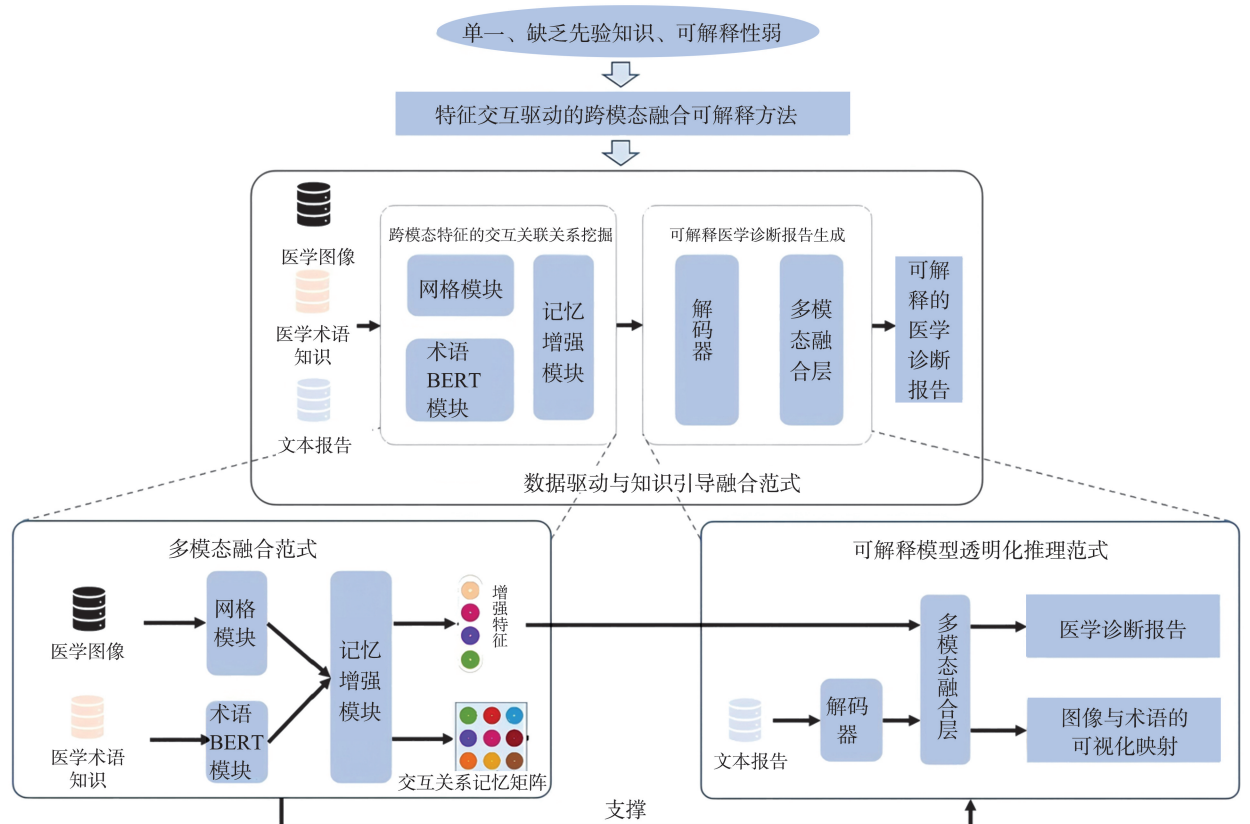 单一、缺乏先验知识、可解释性弱
特征交互驱动的跨模态融合可解释方法
医学图像
医学术语
知识
文本报告
跨模态特征的交互关联关系挖掘
网格模块
术语
BERT
模块
记忆
增强
模块
可解释医学诊断报告生成
解
码
器
多模
态融
合层
可解
释的
医学
诊断
报告
数据驱动与知识引导融合范式
多模态融合范式
医学图像
网格
模块
医学术语
知识
术语
BERT
模块
记忆
增强
模块
增
强
特
征
交互关系记忆矩阵
可解释模型透明化推理范式
文本报告
解码
器
多
模
态
融
合
层
医学诊断报告
图像与术语的
可视化映射
支撑